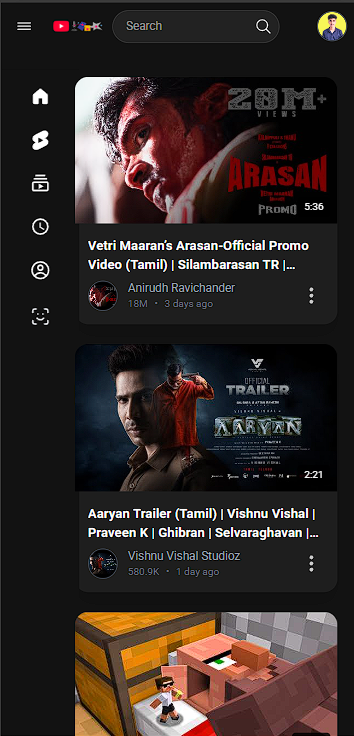 Search
20M+
VIEWS
ARASAN
PROMO
5:36
Vetri Maaran's Arasan-Official Promo
Video (Tamil) | Silambarasan TR |...
Anirudh Ravichander
18M • 3 days ago
OFFICIAL
TRAILER
VISHNU VISHAL
AARYAN
2:21
Aaryan Trailer (Tamil) | Vishnu Vishal |
Praveen K | Ghibran | Selvaraghavan |...
Vishnu Vishal Studioz
580.9K • 1 day ago